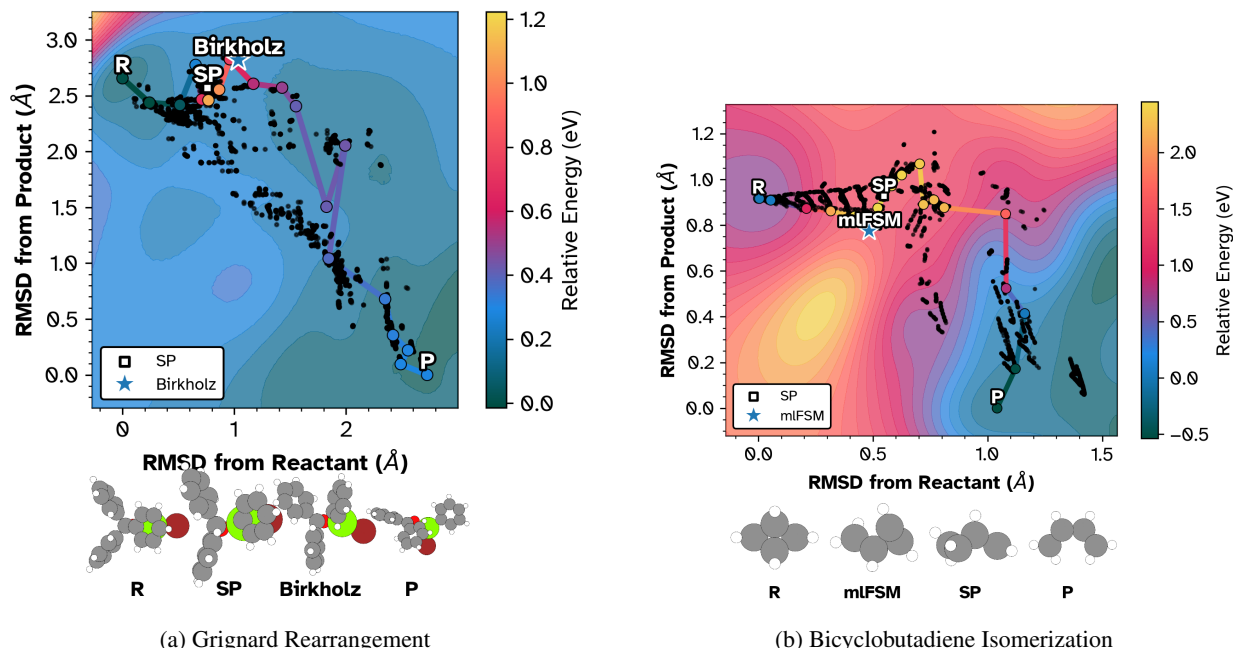 3.0
2.5
2.0
1.5
1.0
0.5
0.0
RMSD from Product (Å)
R
SP
Birkholz
P
SP
Birkholz
0
1
2
RMSD from Reactant (Å)
1.2
1.0
0.8
0.6
0.4
0.2
0.0
Relative Energy (eV)
R
SP
Birkholz
P
(a) Grignard Rearrangement
1.2
1.0
0.8
0.6
0.4
0.2
0.0
RMSD from Product (Å)
R
SP
mlFSM
P
SP
mlFSM
0.0
0.5
1.0
1.5
RMSD from Reactant (Å)
2.0
1.5
1.0
0.5
0.0
−0.5
Relative Energy (eV)
R
mlFSM
SP
P
(b) Bicyclobutadiene Isomerization